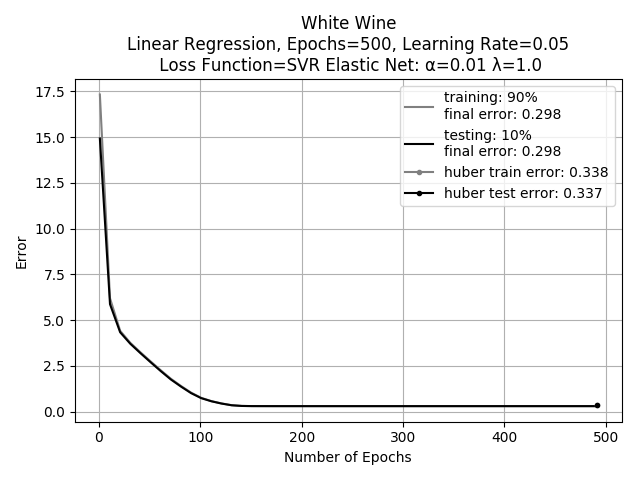 White Wine
Linear Regression, Epochs=500, Learning Rate=0.05
Loss Function=SVR Elastic Net: α=0.01 λ=1.0
training: 90%
final error: 0.298
testing: 10%
final error: 0.298
huber train error: 0.338
huber test error: 0.337
Error
17.5
15.0
12.5
10.0
7.5
5.0
2.5
0.0
0 100 200 300 400 500
Number of Epochs